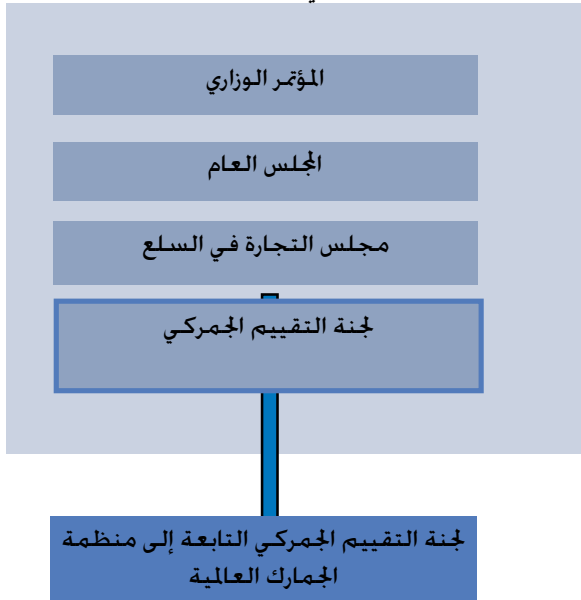 المؤتمر الوزاري
المجلس العام
مجلس التجارة في السلع
لجنة التقييم الجمركي
لجنة التقييم الجمركي التابعة إلى منظمة
الجمارك العالمية